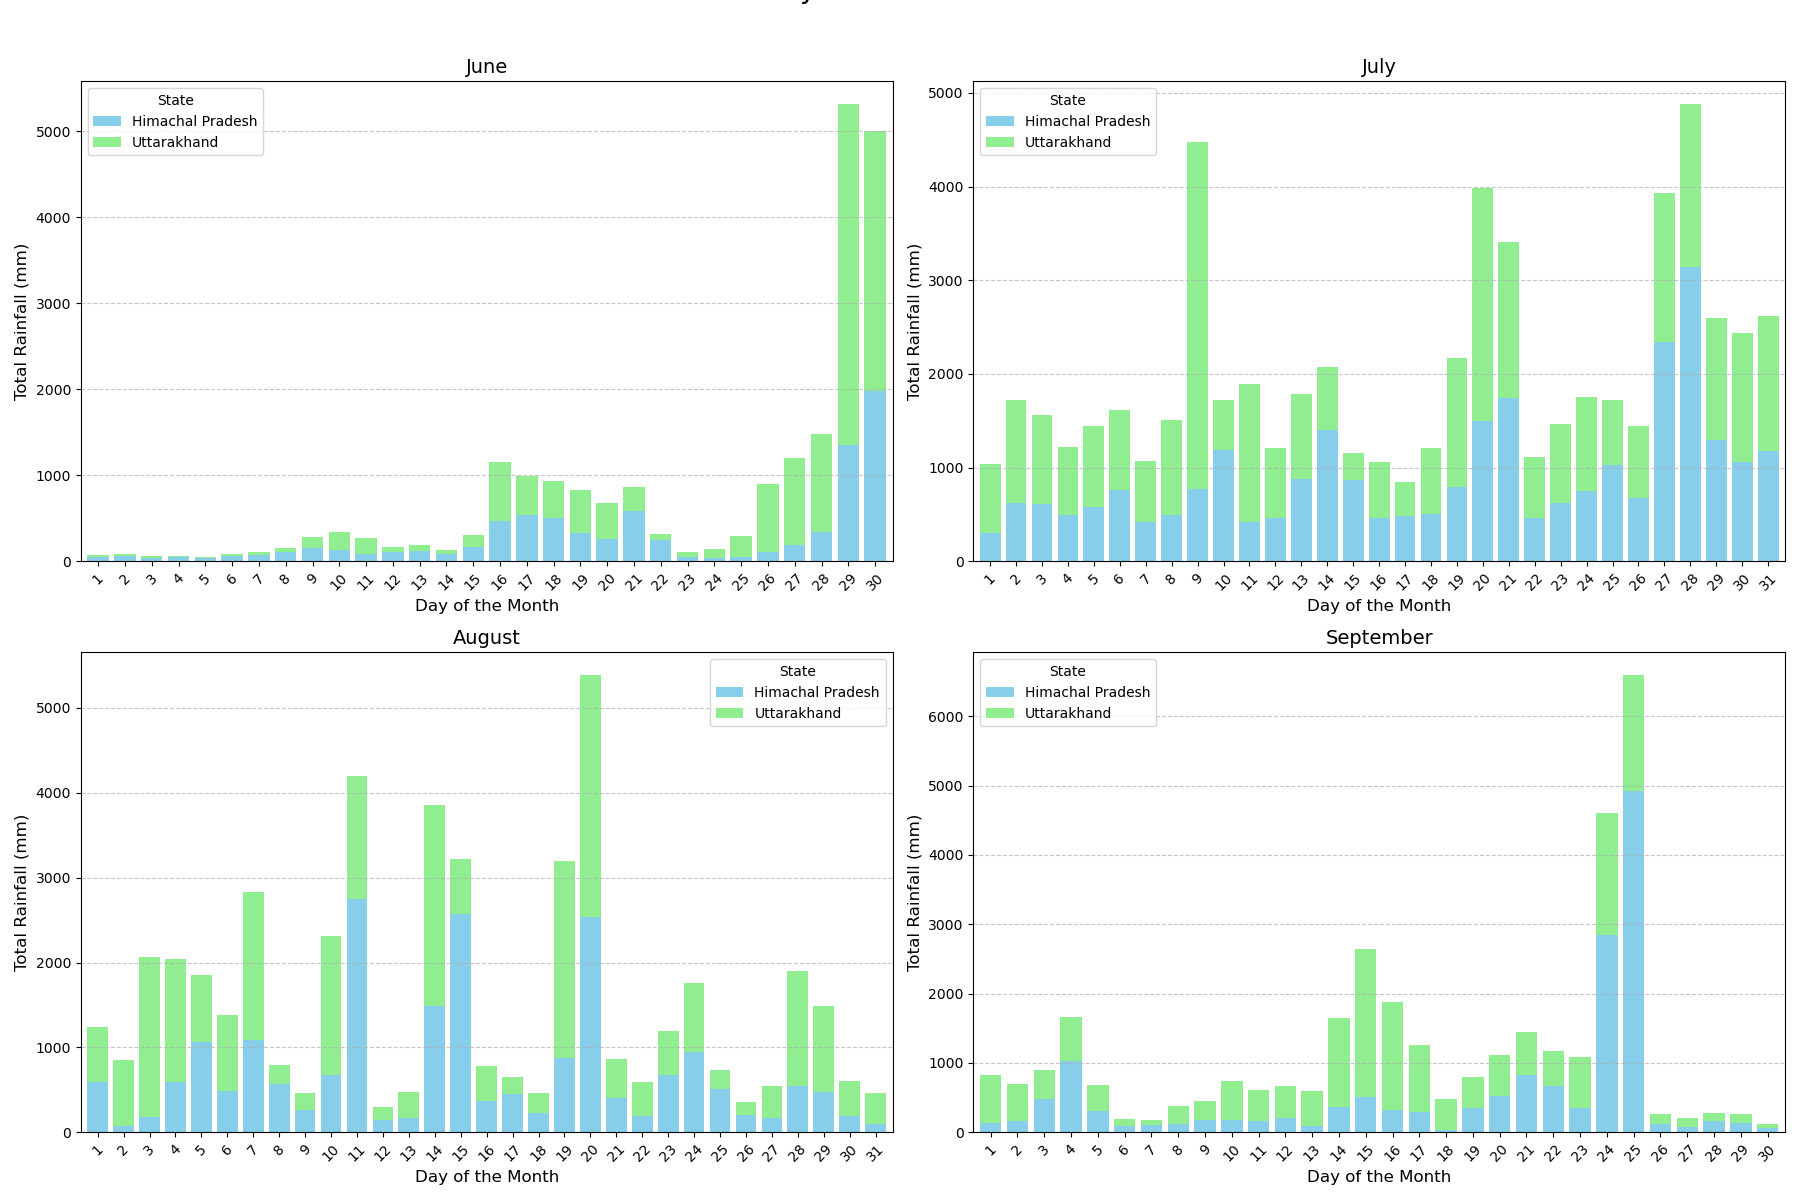 June
State
Himachal Pradesh
Uttarakhand
Total Rainfall (mm)
5000
4000
3000
2000
1000
0
1 2 3 4 5 6 7 8 9 10 11 12 13 14 15 16 17 18 19 20 21 22 23 24 25 26 27 28 29 30
Day of the Month
July
State
Himachal Pradesh
Uttarakhand
Total Rainfall (mm)
5000
4000
3000
2000
1000
0
1 2 3 4 5 6 7 8 9 10 11 12 13 14 15 16 17 18 19 20 21 22 23 24 25 26 27 28 29 30 31
Day of the Month
August
State
Himachal Pradesh
Uttarakhand
Total Rainfall (mm)
5000
4000
3000
2000
1000
0
1 2 3 4 5 6 7 8 9 10 11 12 13 14 15 16 17 18 19 20 21 22 23 24 25 26 27 28 29 30 31
Day of the Month
September
State
Himachal Pradesh
Uttarakhand
Total Rainfall (mm)
6000
5000
4000
3000
2000
1000
0
1 2 3 4 5 6 7 8 9 10 11 12 13 14 15 16 17 18 19 20 21 22 23 24 25 26 27 28 29 30
Day of the Month